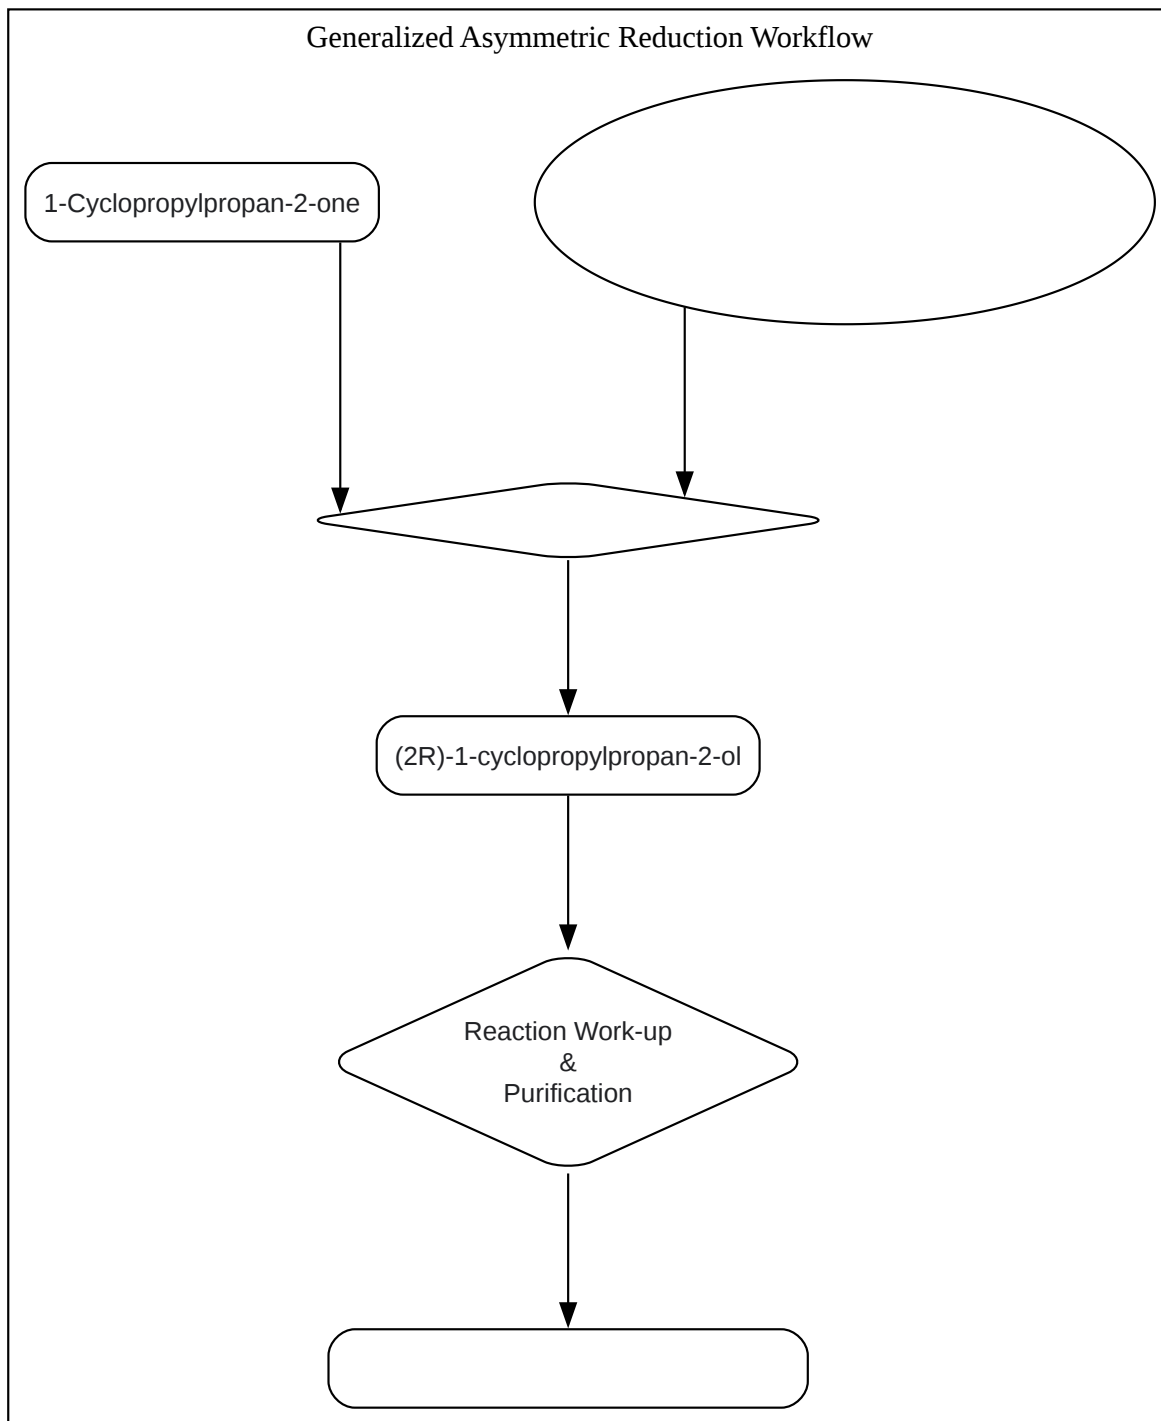 Generalized Asymmetric Reduction Workflow
1-Cyclopropylpropan-2-one
(2R)-1-cyclopropylpropan-2-ol
Reaction Work-up
&
Purification